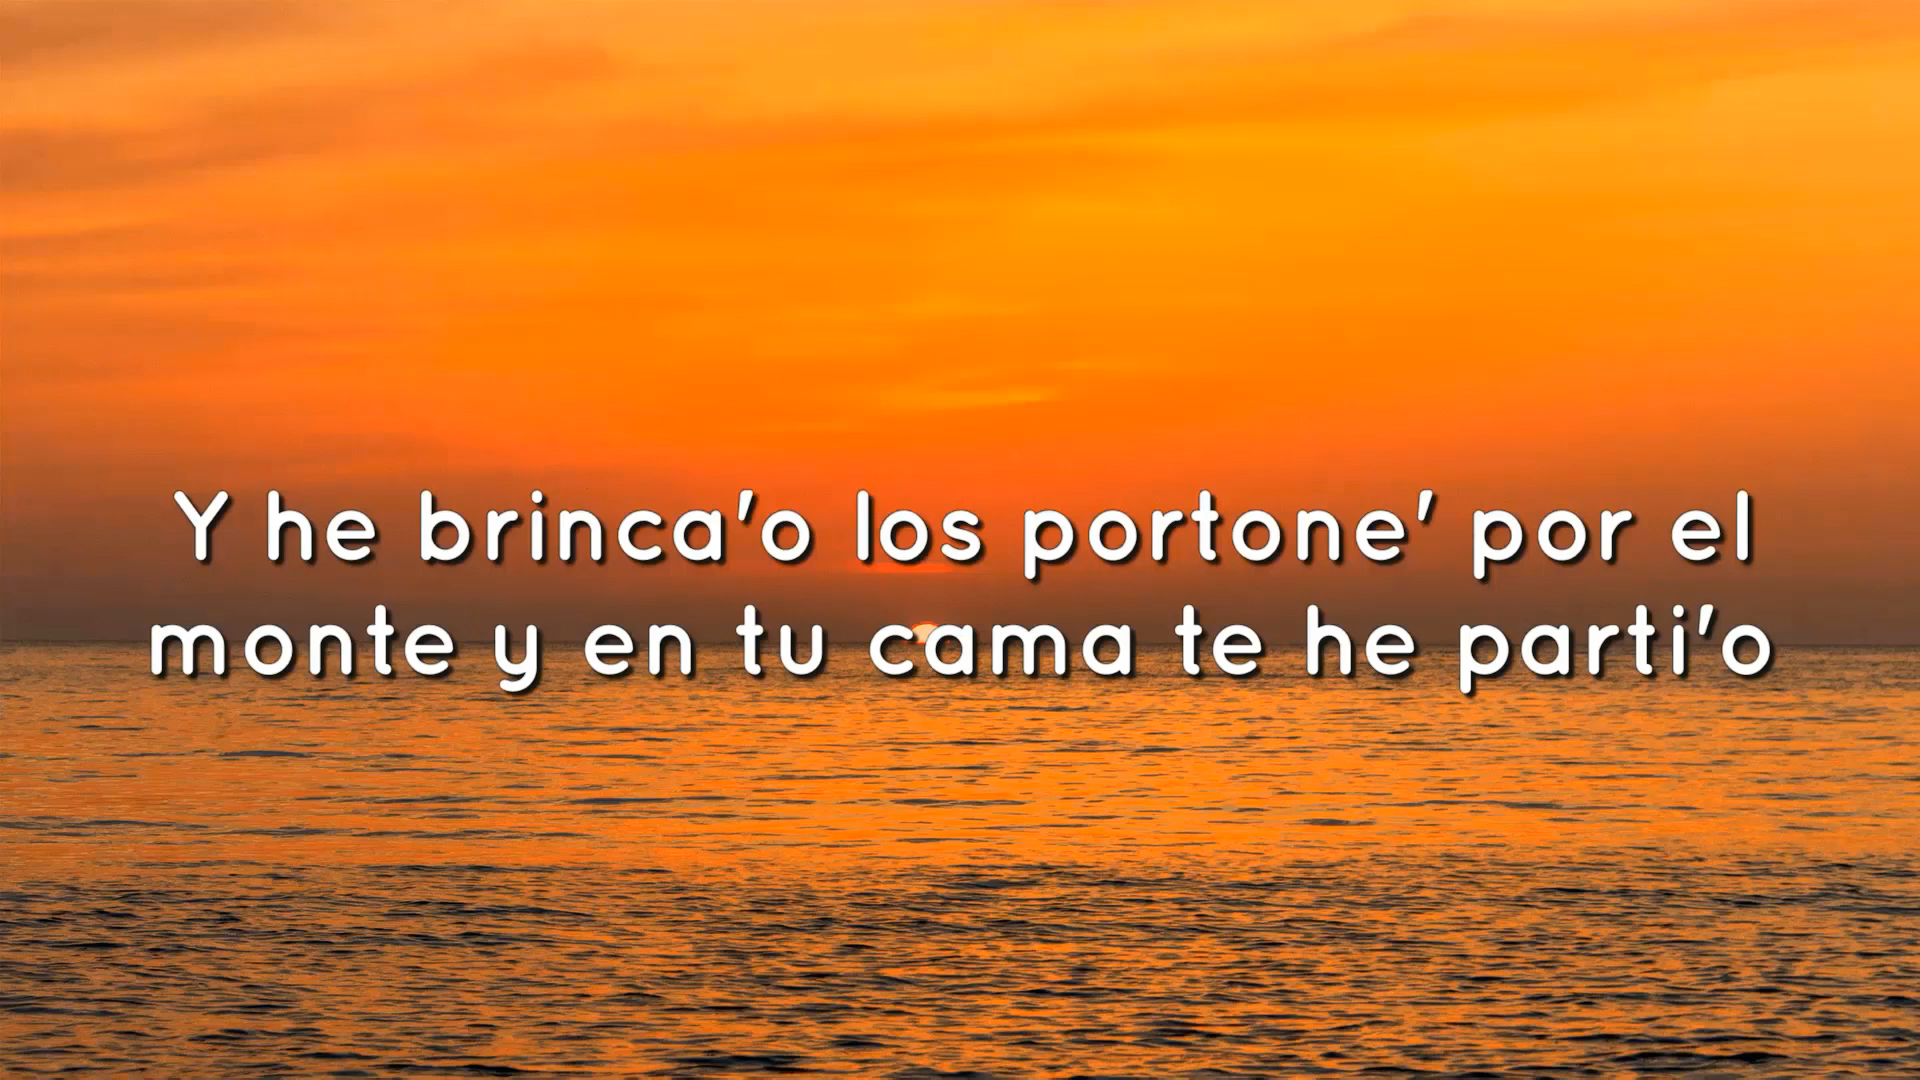 Y he brinca'o los portone' por el
monte y en tu cama te he parti'o